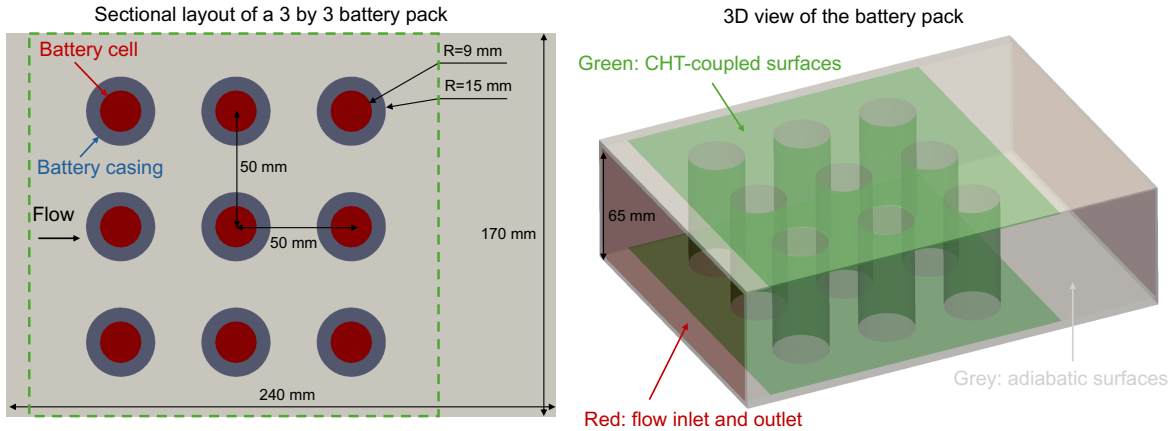 Sectional layout of a 3 by 3 battery pack
Battery cell
R=9 mm
R=15 mm
Battery casing
50 mm
Flow
50 mm
170 mm
240 mm
3D view of the battery pack
Green: CHT-coupled surfaces
65 mm
Grey: adiabatic surfaces
Red: flow inlet and outlet